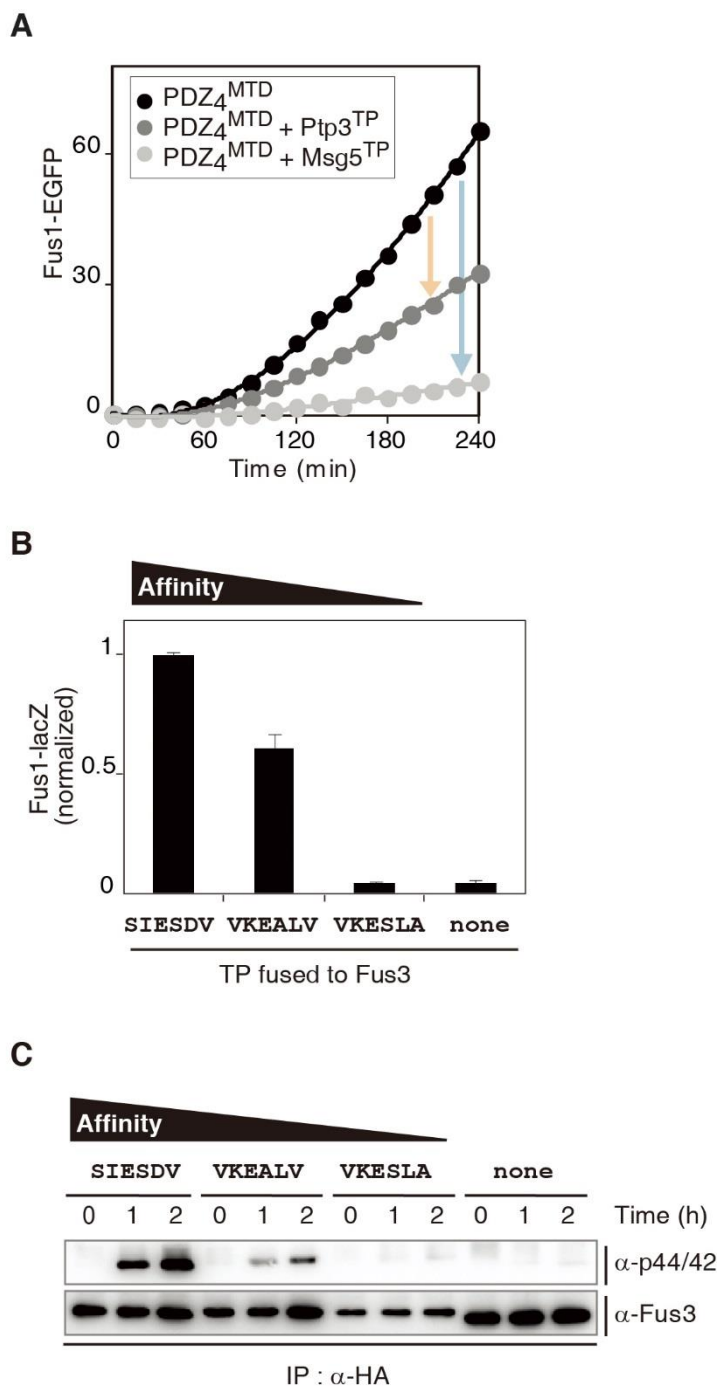 A
PDZ4MTD
PDZ4MTD + Ptp3TP
PDZ4MTD + Msg5TP
Fus1-EGFP
60
30
0
0 60 120 180 240
Time (min)
B
Affinity
Fus1-lacZ
(normalized)
1
0.5
0
SIESDV VKEALV VKESLA none
TP fused to Fus3
C
Affinity
SIESDV VKEALV VKESLA none
0 1 2 0 1 2 0 1 2 0 1 2 Time (h)
α-p44/42
α-Fus3
IP : α-HA